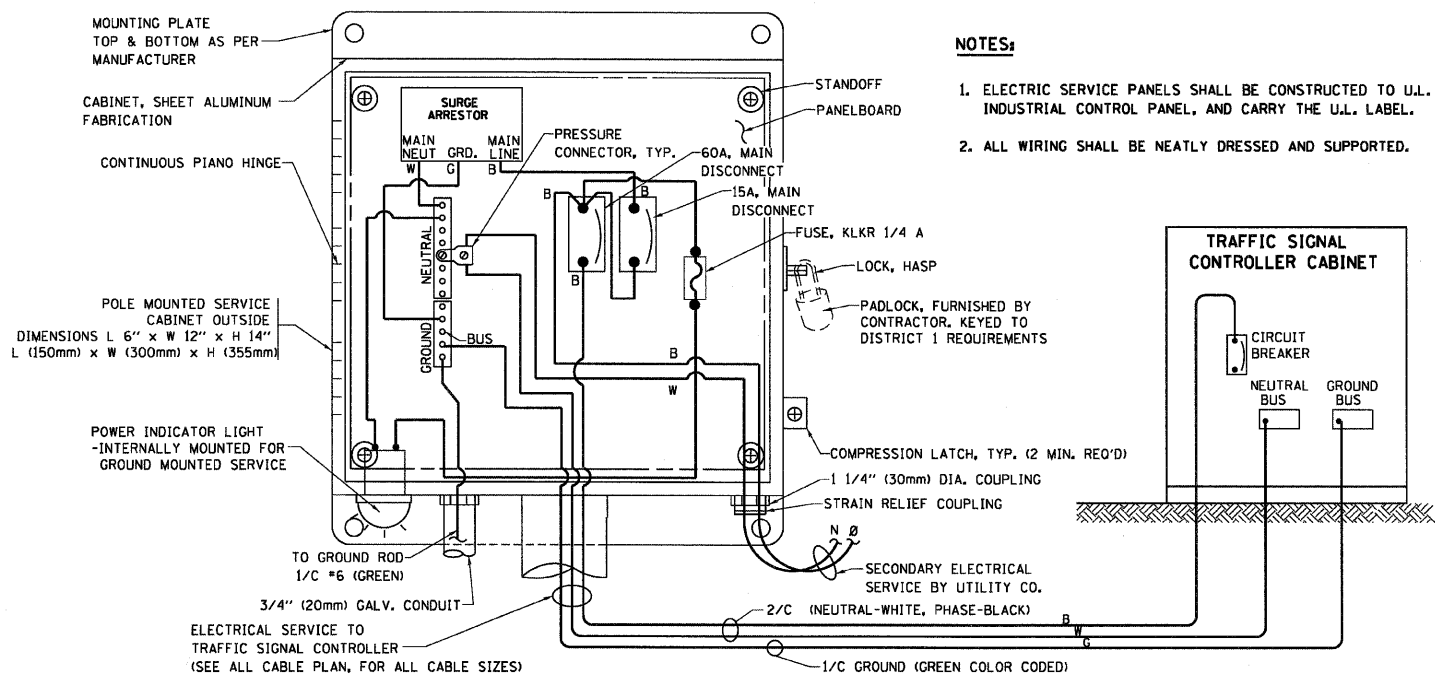 MOUNTING PLATE
TOP & BOTTOM AS PER
MANUFACTURER
CABINET, SHEET ALUMINUM
FABRICATION
CONTINUOUS PIANO HINGE
POLE MOUNTED SERVICE
CABINET OUTSIDE
DIMENSIONS L 6" x W 12" x H 14"
L (150mm) x W (300mm) x H (355mm)
POWER INDICATOR LIGHT
-INTERNALLY MOUNTED FOR
GROUND MOUNTED SERVICE
SURGE
ARRESTOR
MAIN
NEUT
GRD.
MAIN
LINE
W
G
B
NEUTRAL
GROUND
BUS
PRESSURE
CONNECTOR, TYP.
STANDOFF
PANELBOARD
60A, MAIN
DISCONNECT
15A, MAIN
DISCONNECT
B
B
B
FUSE, KLKR 1/4 A
LOCK, HASP
PADLOCK, FURNISHED BY
CONTRACTOR. KEYED TO
DISTRICT 1 REQUIREMENTS
B
W
COMPRESSION LATCH, TYP. (2 MIN. REQ'D)
1 1/4" (30mm) DIA. COUPLING
STRAIN RELIEF COUPLING
N Ø
SECONDARY ELECTRICAL
SERVICE BY UTILITY CO.
TO GROUND ROD
1/C #6 (GREEN)
3/4" (20mm) GALV. CONDUIT
ELECTRICAL SERVICE TO
TRAFFIC SIGNAL CONTROLLER
(SEE ALL CABLE PLAN, FOR ALL CABLE SIZES)
2/C (NEUTRAL-WHITE, PHASE-BLACK)
B
W
G
1/C GROUND (GREEN COLOR CODED)
NOTES:
1. ELECTRIC SERVICE PANELS SHALL BE CONSTRUCTED TO U.L.
INDUSTRIAL CONTROL PANEL, AND CARRY THE U.L. LABEL.
2. ALL WIRING SHALL BE NEATLY DRESSED AND SUPPORTED.
TRAFFIC SIGNAL
CONTROLLER CABINET
CIRCUIT
BREAKER
NEUTRAL
BUS
GROUND
BUS